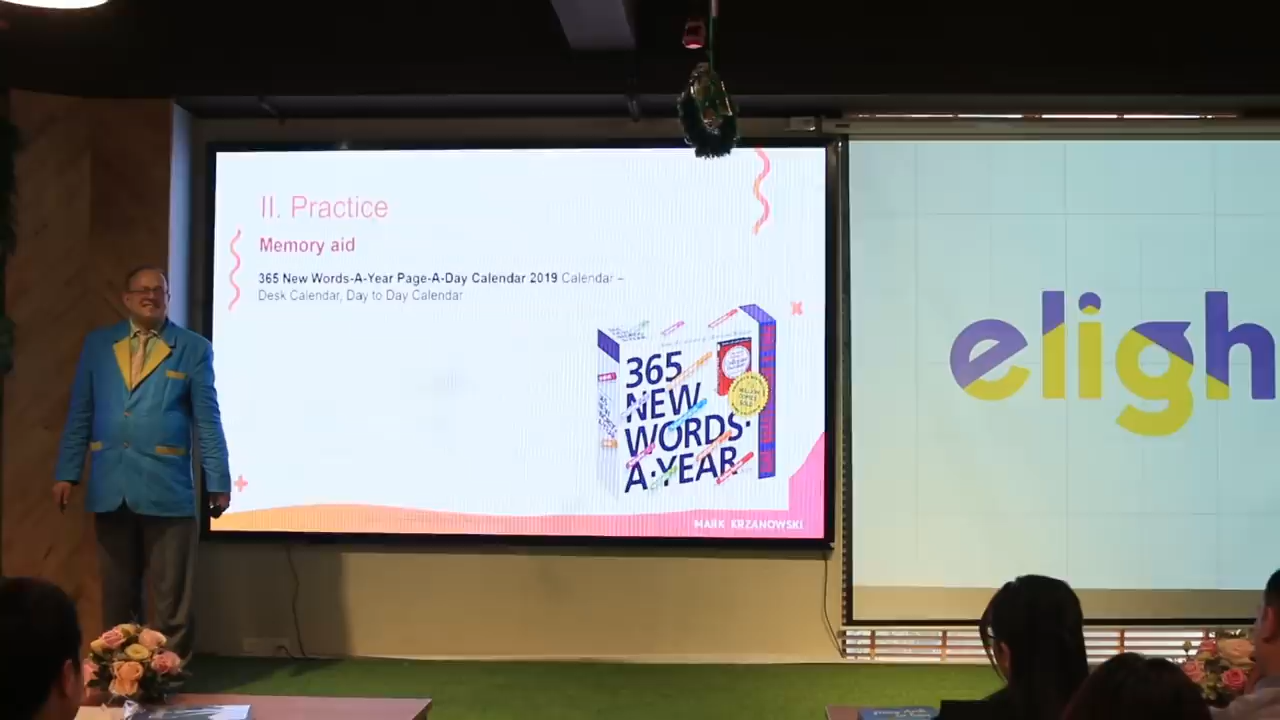 II. Practice
Memory aid
365 New Words-A-Year Page-A-Day Calendar 2019 Calendar –
Desk Calendar, Day to Day Calendar
365
NEW
WORDS-
A-YEAR
MARK KRZANOWSKI
eligh